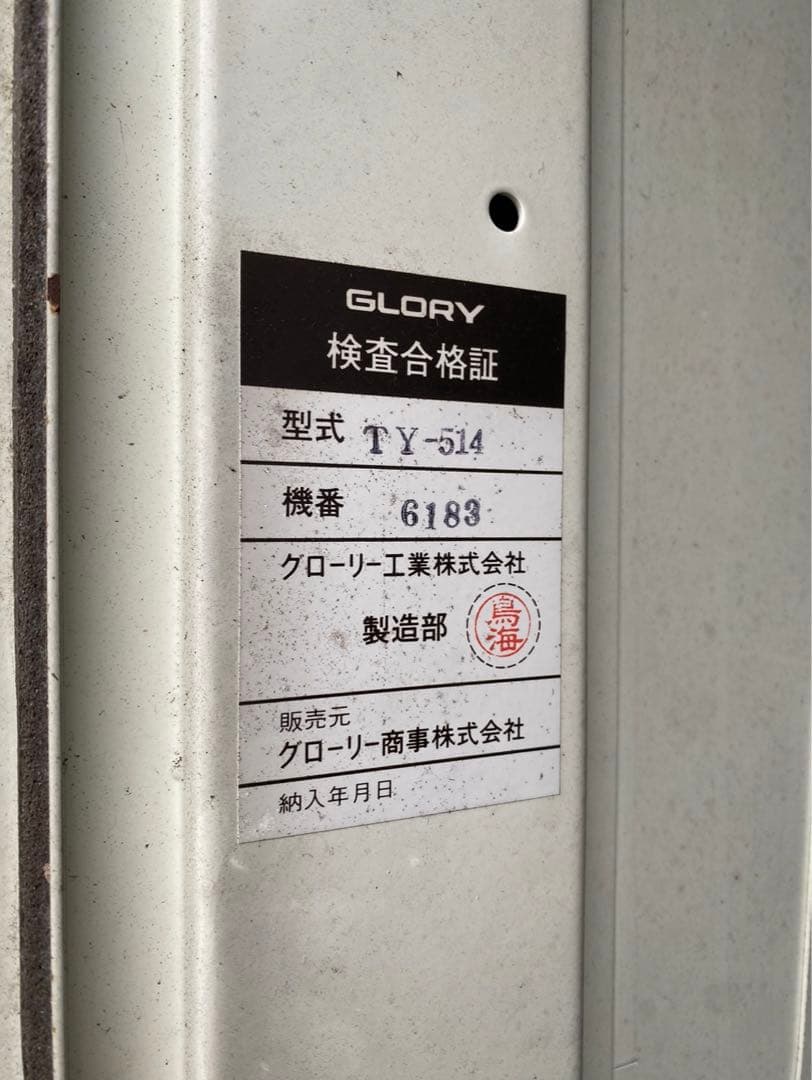 GLORY
検査合格証
型式 TY-514
機番 6183
グローリー工業株式会社
製造部 鳥海
販売元
グローリー商事株式会社
納入年月日